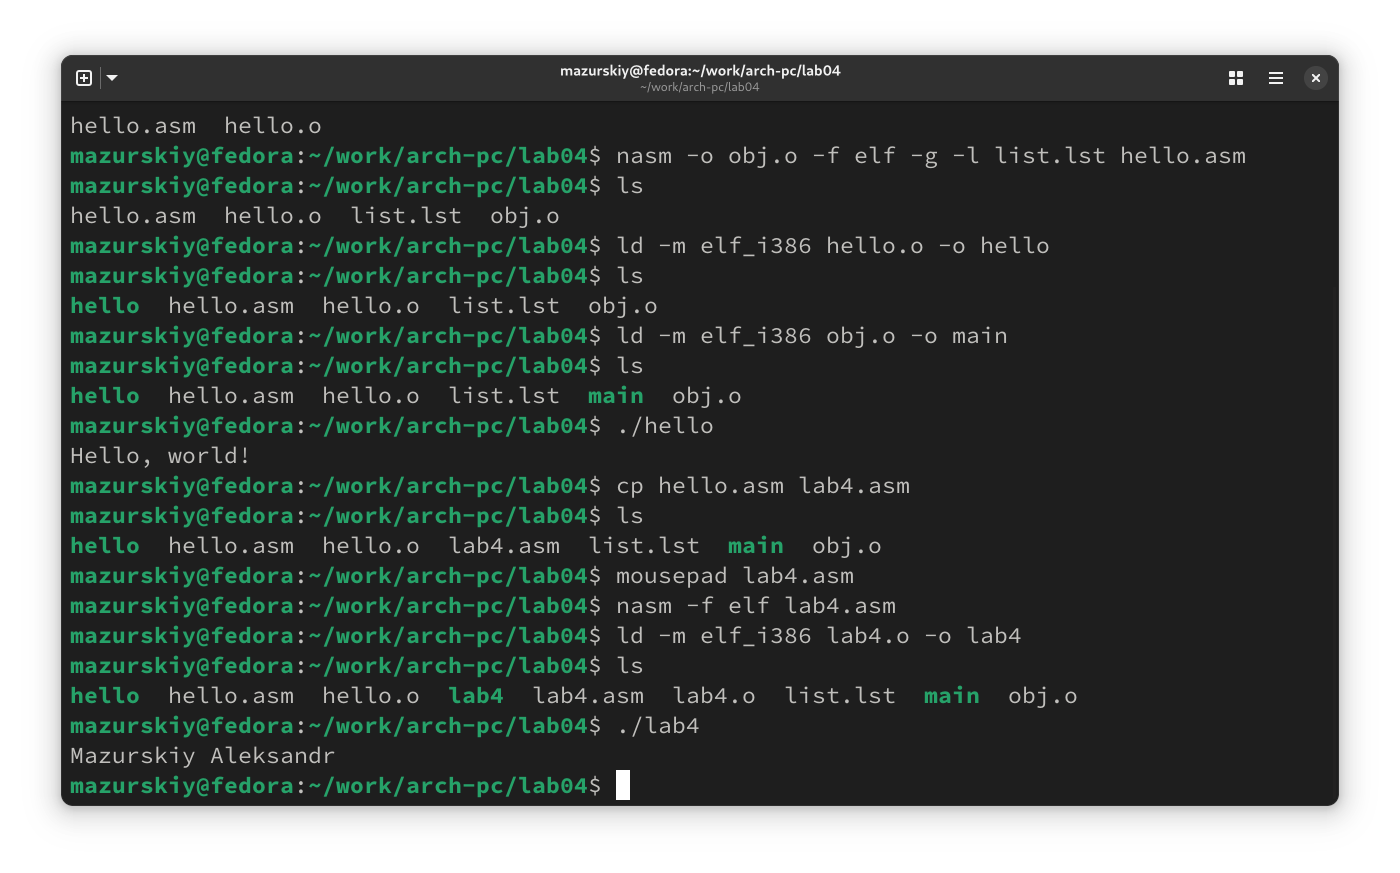 mazurskiy@fedora:~/work/arch-pc/lab04
~/work/arch-pc/lab04
hello.asm  hello.o
mazurskiy@fedora:~/work/arch-pc/lab04$ nasm -o obj.o -f elf -g -l list.lst hello.asm
mazurskiy@fedora:~/work/arch-pc/lab04$ ls
hello.asm  hello.o  list.lst  obj.o
mazurskiy@fedora:~/work/arch-pc/lab04$ ld -m elf_i386 hello.o -o hello
mazurskiy@fedora:~/work/arch-pc/lab04$ ls
hello  hello.asm  hello.o  list.lst  obj.o
mazurskiy@fedora:~/work/arch-pc/lab04$ ld -m elf_i386 obj.o -o main
mazurskiy@fedora:~/work/arch-pc/lab04$ ls
hello  hello.asm  hello.o  list.lst  main  obj.o
mazurskiy@fedora:~/work/arch-pc/lab04$ ./hello
Hello, world!
mazurskiy@fedora:~/work/arch-pc/lab04$ cp hello.asm lab4.asm
mazurskiy@fedora:~/work/arch-pc/lab04$ ls
hello  hello.asm  hello.o  lab4.asm  list.lst  main  obj.o
mazurskiy@fedora:~/work/arch-pc/lab04$ mousepad lab4.asm
mazurskiy@fedora:~/work/arch-pc/lab04$ nasm -f elf lab4.asm
mazurskiy@fedora:~/work/arch-pc/lab04$ ld -m elf_i386 lab4.o -o lab4
mazurskiy@fedora:~/work/arch-pc/lab04$ ls
hello  hello.asm  hello.o  lab4  lab4.asm  lab4.o  list.lst  main  obj.o
mazurskiy@fedora:~/work/arch-pc/lab04$ ./lab4
Mazurskiy Aleksandr
mazurskiy@fedora:~/work/arch-pc/lab04$